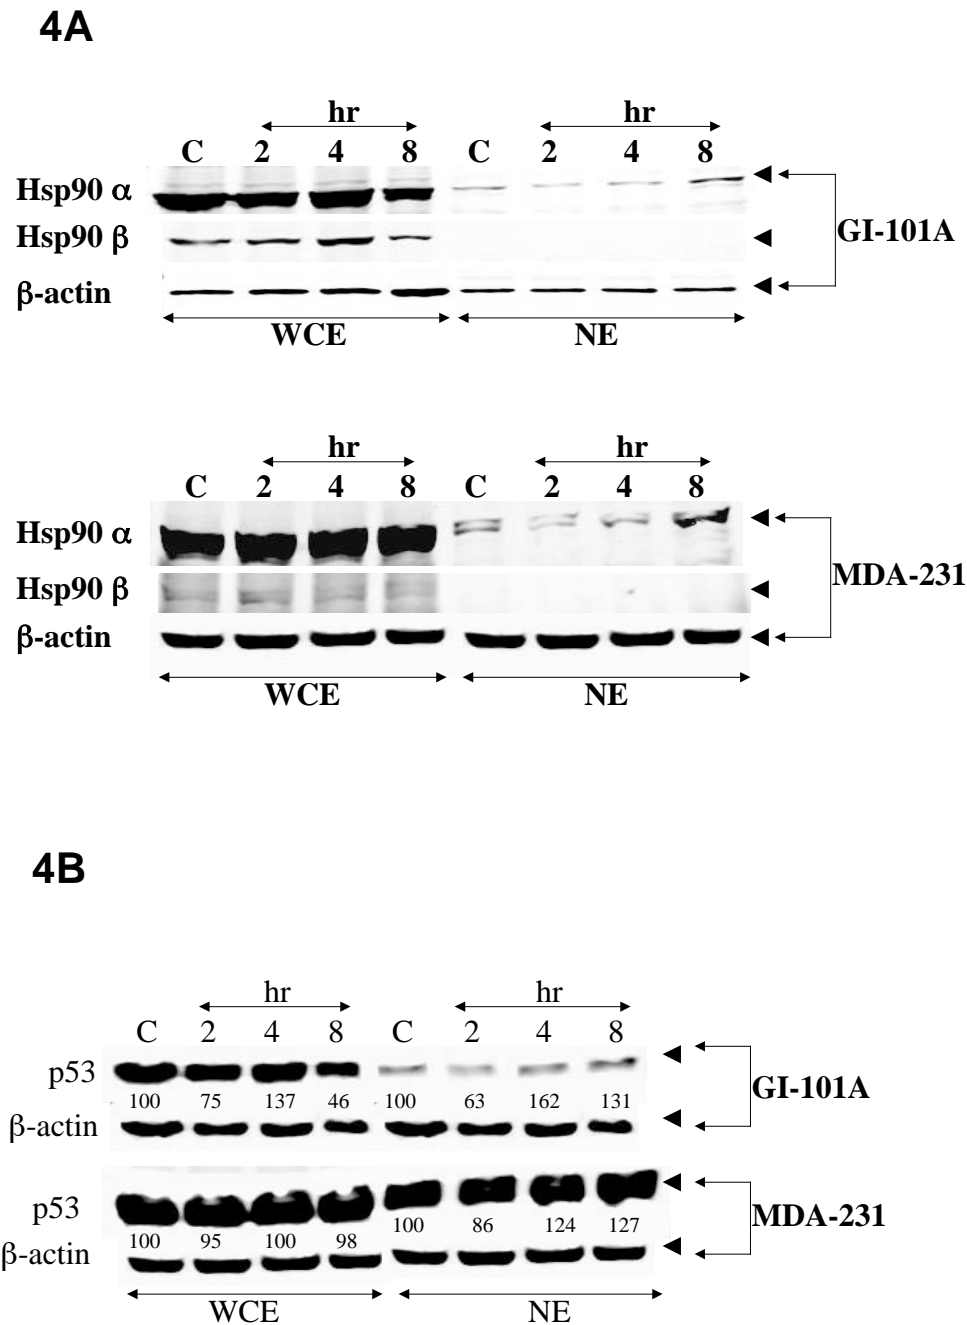 4A
hr hr
C 2 4 8 C 2 4 8
Hsp90 α
Hsp90 β
GI-101A
β-actin
WCE NE
hr hr
C 2 4 8 C 2 4 8
Hsp90 α
Hsp90 β
MDA-231
β-actin
WCE NE
4B
hr hr
C 2 4 8 C 2 4 8
p53
GI-101A
100 75 137 46 100 63 162 131
β-actin
p53
MDA-231
100 86 124 127
100 95 100 98
β-actin
WCE NE